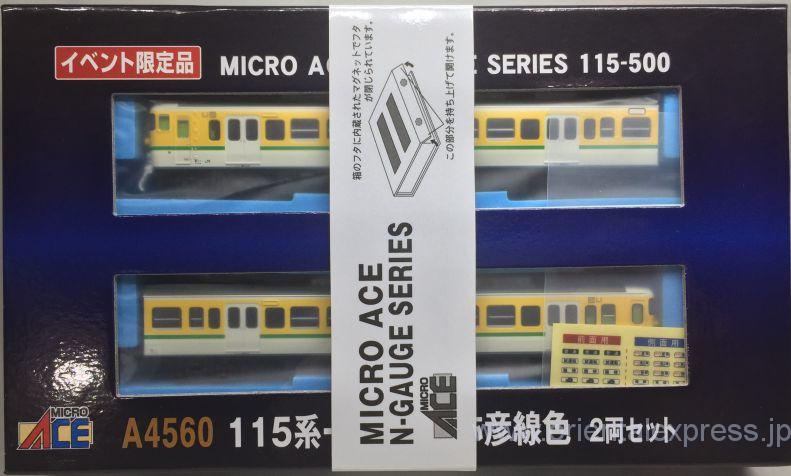 イベント限定品
MICRO AC
E SERIES 115-500
箱のフタに内蔵されたマグネットでフタ
が閉じられています。
この部分を持ち上げて開けます。
MICRO ACE
N-GAUGE SERIES
MICRO
ACE
前面用
側面用
MICRO
ACE
A4560 115系-
彦線色 2両セット
orientalexpress.jp